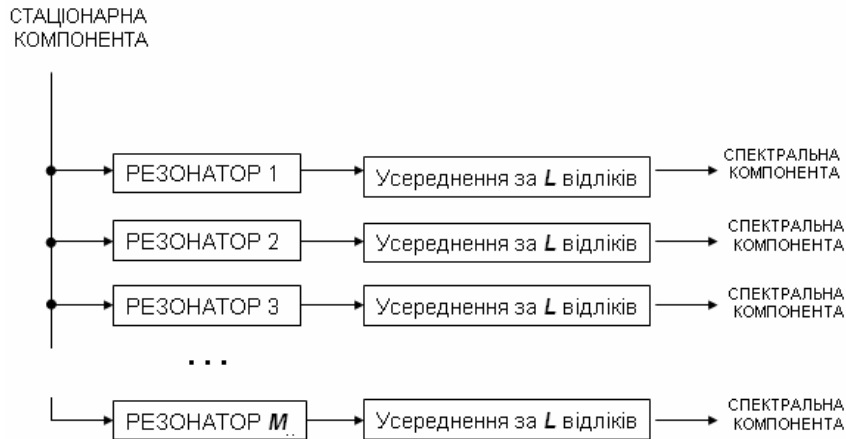 СТАЦІОНАРНА
КОМПОНЕНТА
РЕЗОНАТОР 1
Усереднення за L відліків
СПЕКТРАЛЬНА
КОМПОНЕНТА
РЕЗОНАТОР 2
Усереднення за L відліків
СПЕКТРАЛЬНА
КОМПОНЕНТА
РЕЗОНАТОР 3
Усереднення за L відліків
СПЕКТРАЛЬНА
КОМПОНЕНТА
. . .
РЕЗОНАТОР M
Усереднення за L відліків
СПЕКТРАЛЬНА
КОМПОНЕНТА